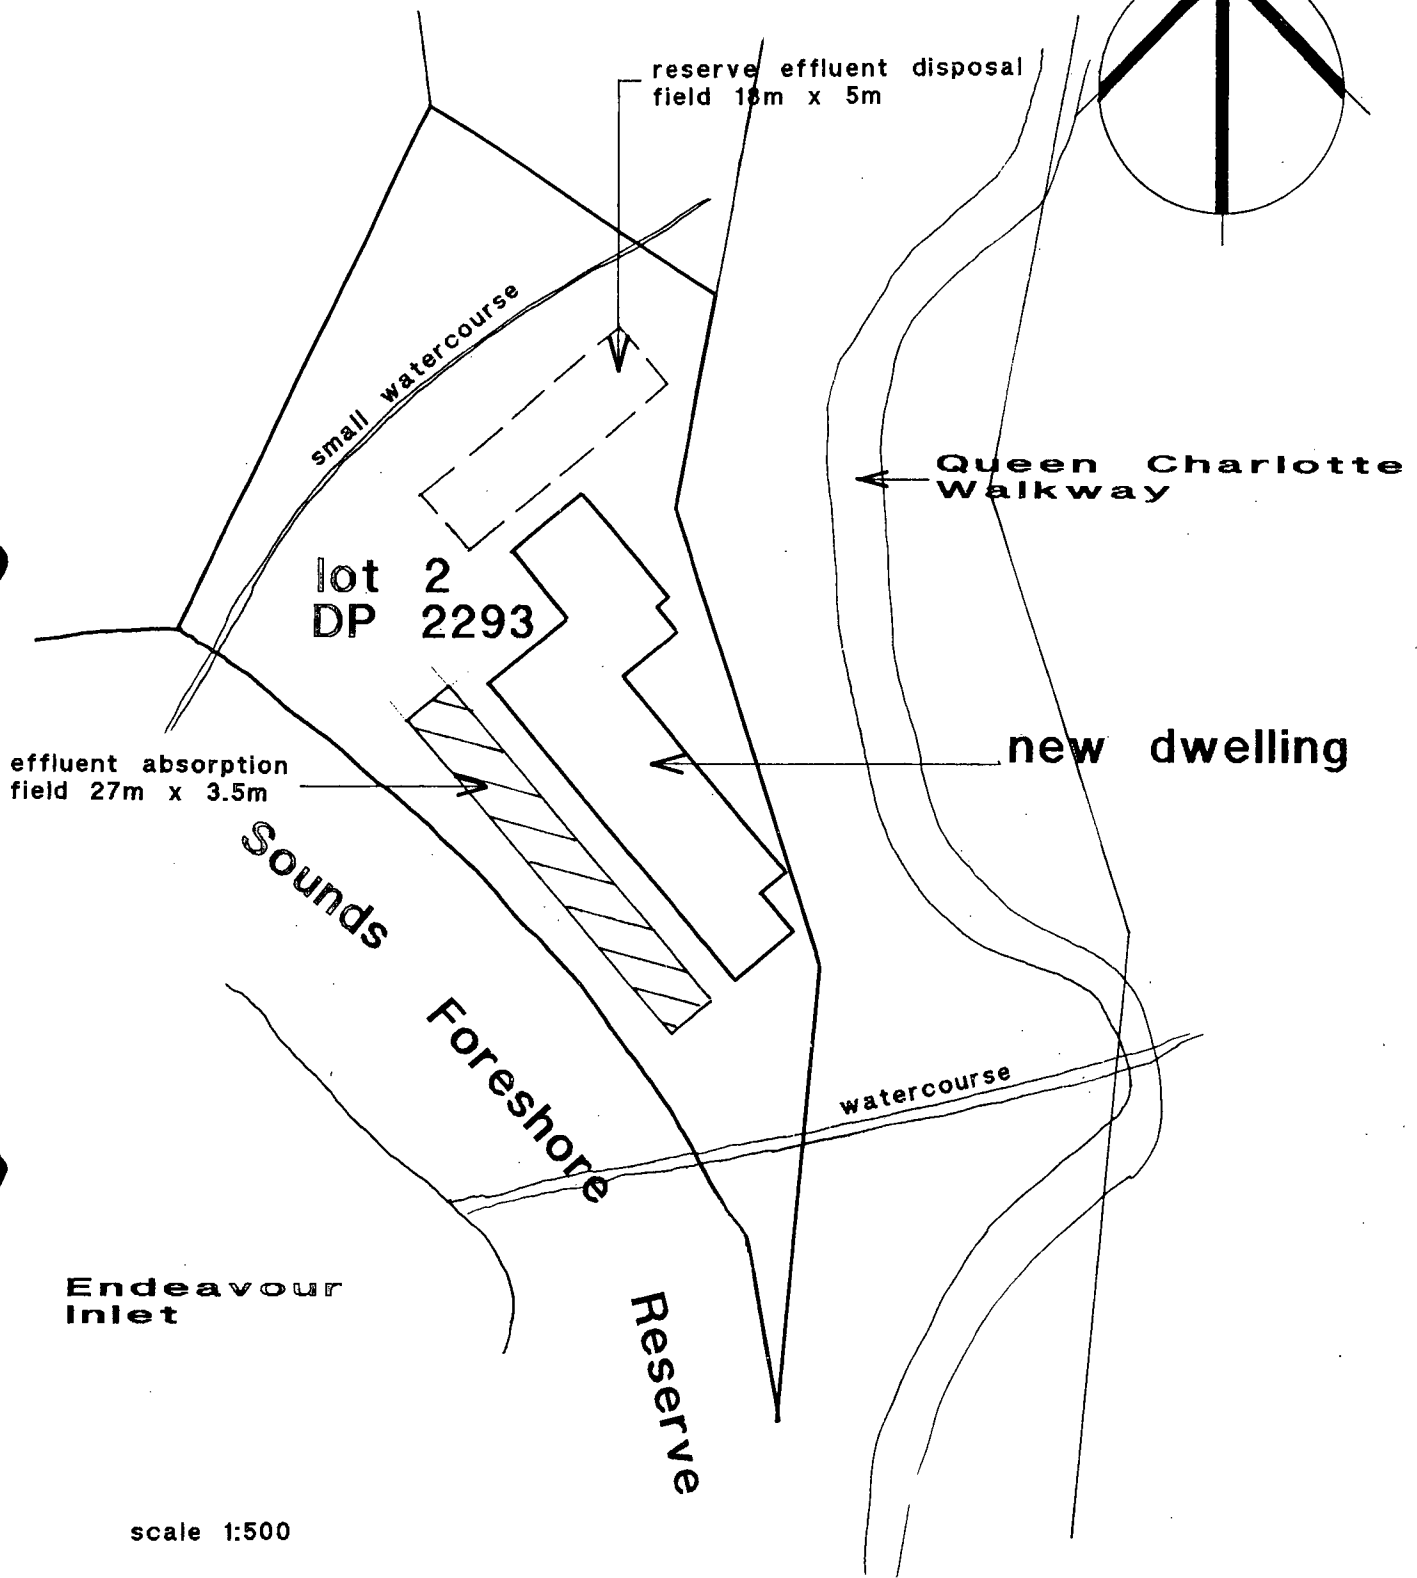 reserve effluent disposal
field 18m x 5m
small watercourse
Queen Charlotte
Walkway
lot 2
DP 2293
new dwelling
effluent absorption
field 27m x 3.5m
Sounds
Foreshore
Reserve
watercourse
Endeavour
Inlet
scale 1:500